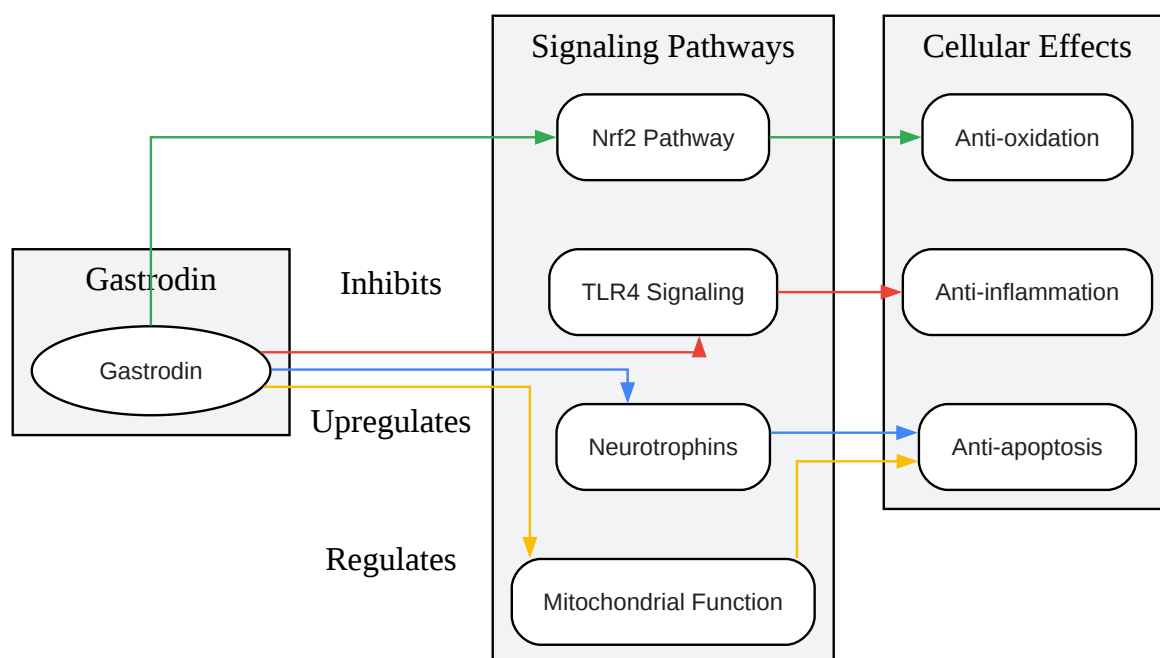 Signaling Pathways
Cellular Effects
Nrf2 Pathway
Anti-oxidation
Gastrodin
Inhibits
TLR4 Signaling
Anti-inflammation
Gastrodin
Upregulates
Neurotrophins
Anti-apoptosis
Regulates
Mitochondrial Function